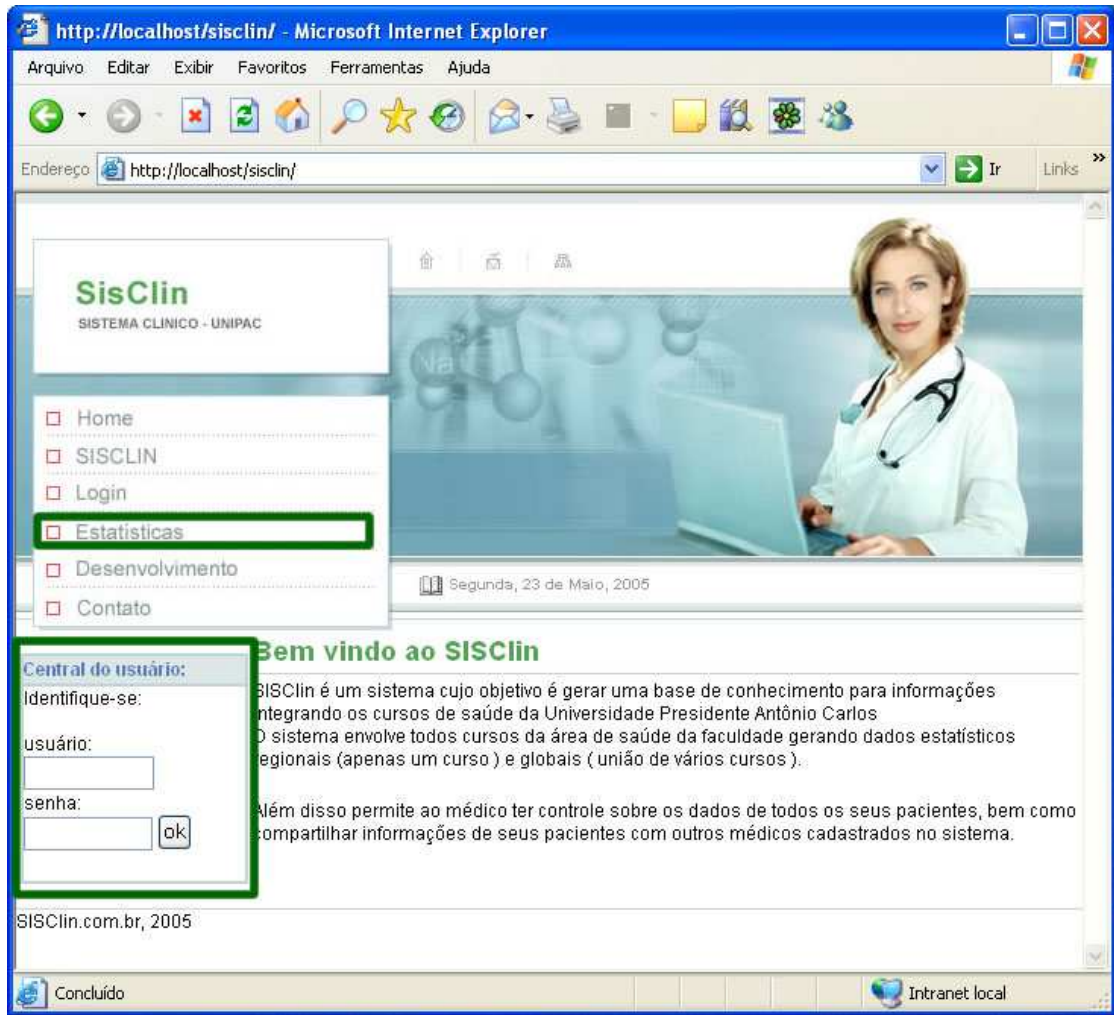 http://localhost/sisclin/ - Microsoft Internet Explorer
Arquivo Editar Exibir Favoritos Ferramentas Ajuda
Endereço http://localhost/sisclin/ Ir Links »
SisClin
SISTEMA CLINICO - UNIPAC
Na
Home
SISCLIN
Login
Estatísticas
Desenvolvimento
Contato
Segunda, 23 de Maio, 2005
Central do usuário:
Identifique-se:
usuário:
senha:
ok
Bem vindo ao SISClin
SISClin é um sistema cujo objetivo é gerar uma base de conhecimento para informações
integrando os cursos de saúde da Universidade Presidente Antônio Carlos
O sistema envolve todos cursos da área de saúde da faculdade gerando dados estatísticos
regionais (apenas um curso ) e globais ( união de vários cursos ).
Além disso permite ao médico ter controle sobre os dados de todos os seus pacientes, bem como
compartilhar informações de seus pacientes com outros médicos cadastrados no sistema.
SISClin.com.br, 2005
Concluído
Intranet local